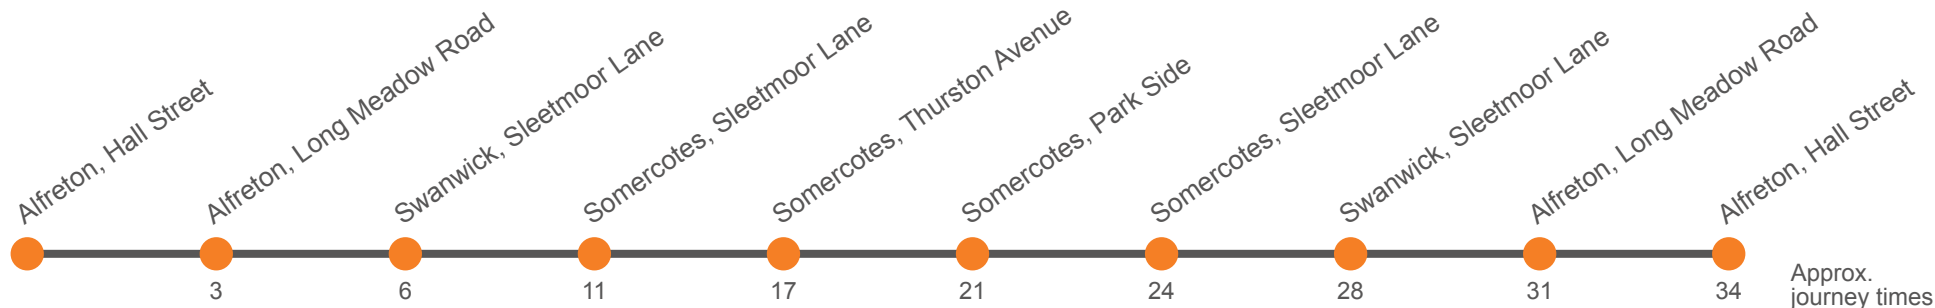 Alfreton, Hall Street
Alfreton, Long Meadow Road
Swanwick, Sleetmoor Lane
Somercotes, Sleetmoor Lane
Somercotes, Thurston Avenue
Somercotes, Park Side
Somercotes, Sleetmoor Lane
Swanwick, Sleetmoor Lane
Alfreton, Long Meadow Road
Alfreton, Hall Street
3 6 11 17 21 24 28 31 34
Approx.
journey times